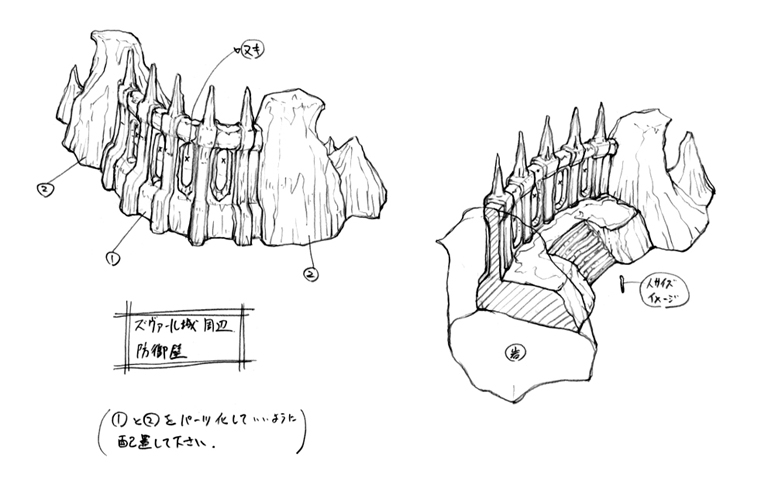 ヌキ
②
①
②
ズヴァール城 周辺
防御壁
(①と②をパーツ化していいように
配置して下さい.)
人サイズ
イメージ
岩